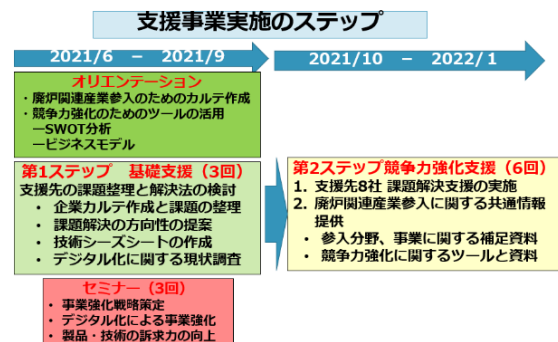 支援事業実施のステップ
2021/6 － 2021/9
2021/10 － 2022/1
オリエンテーション
・廃炉関連産業参入のためのカルテ作成
・競争力強化のためのツールの活用
ーSWOT分析
ービジネスモデル
第1ステップ 基礎支援（3回）
支援先の課題整理と解決法の検討
• 企業カルテ作成と課題の整理
• 課題解決の方向性の提案
• 技術シーズシートの作成
• デジタル化に関する現状調査
セミナー（3回）
• 事業強化戦略策定
• デジタル化による事業強化
• 製品・技術の訴求力の向上
第2ステップ競争力強化支援（6回）
1. 支援先8社 課題解決支援の実施
2. 廃炉関連産業参入に関する共通情報
提供
• 参入分野、事業に関する補足資料
• 競争力強化に関するツールと資料